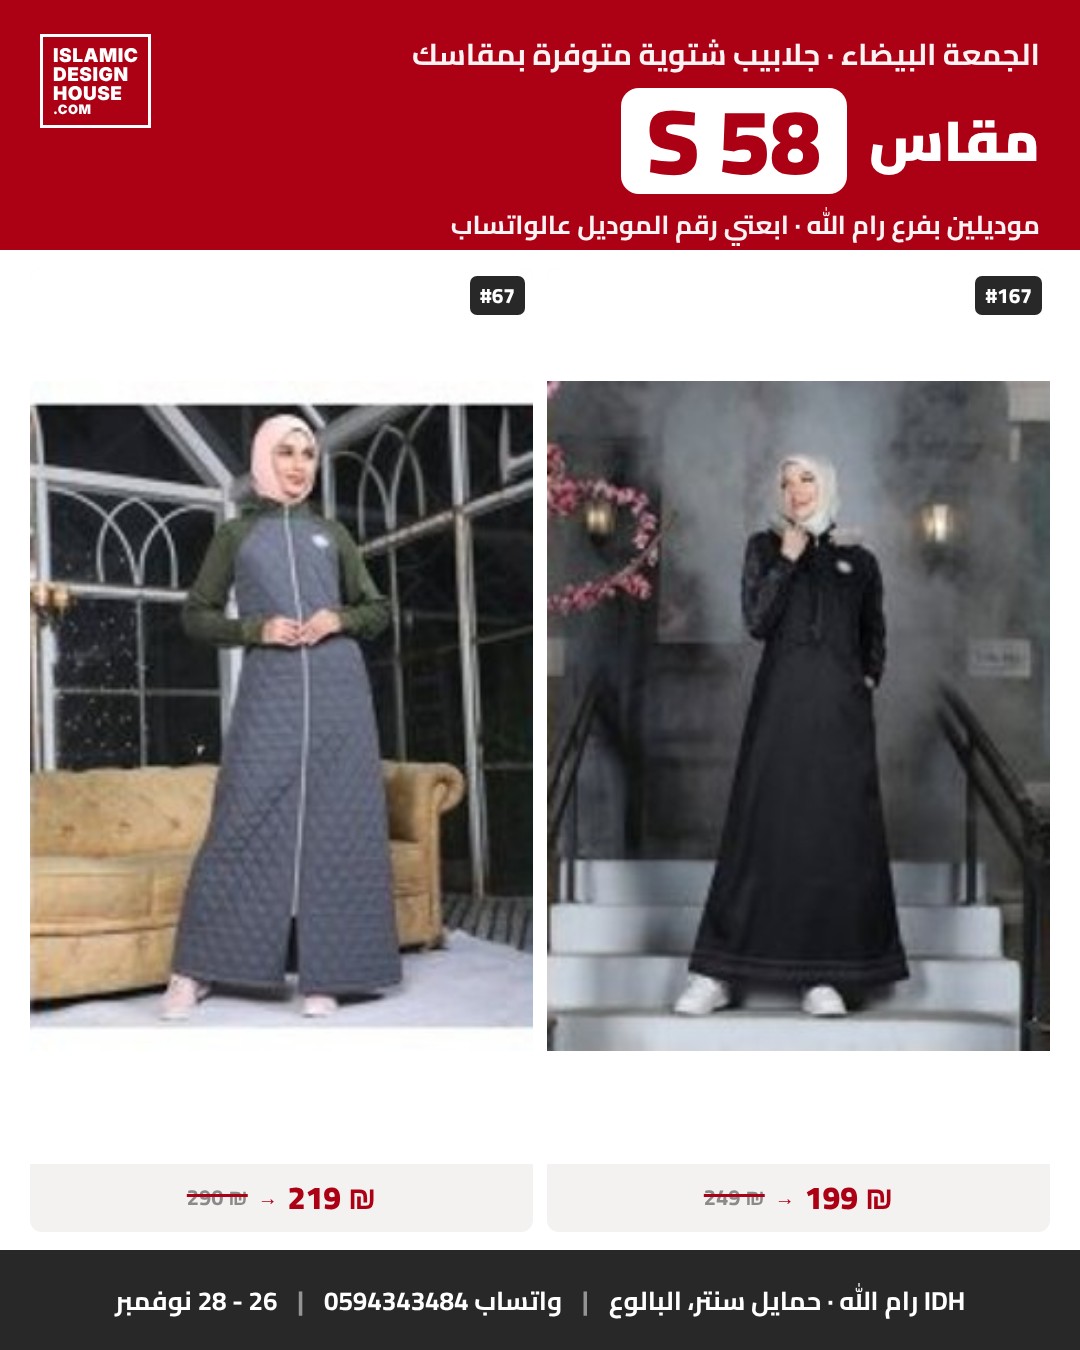 ISLAMIC
DESIGN
HOUSE
.COM
الجمعة البيضاء · جلابيب شتوية متوفرة بمقاسك
مقاس S 58
موديلين بفرع رام الله · ابعتي رقم الموديل عالواتساب
#167
#67
249 ₪ → 199 ₪
290 ₪ → 219 ₪
IDH رام الله · حمايل سنتر، البالوع | واتساب 0594343484 | 26 - 28 نوفمبر